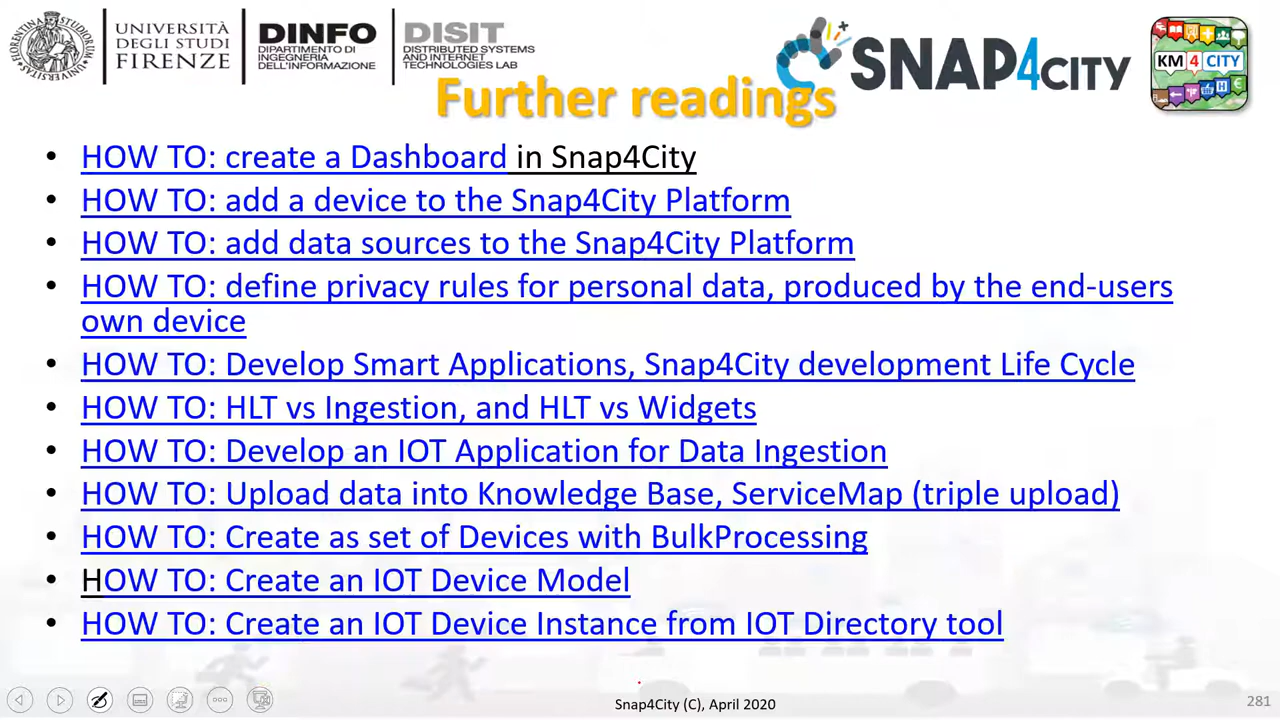 UNIVERSITÀ
DEGLI STUDI
FIRENZE
DINFO
DIPARTIMENTO DI
INGEGNERIA
DELL'INFORMAZIONE
DISIT
DISTRIBUTED SYSTEMS
AND INTERNET
TECHNOLOGIES LAB
SNAP4CITY
KM 4 CITY
Further readings
• HOW TO: create a Dashboard in Snap4City
• HOW TO: add a device to the Snap4City Platform
• HOW TO: add data sources to the Snap4City Platform
• HOW TO: define privacy rules for personal data, produced by the end-users
own device
• HOW TO: Develop Smart Applications, Snap4City development Life Cycle
• HOW TO: HLT vs Ingestion, and HLT vs Widgets
• HOW TO: Develop an IOT Application for Data Ingestion
• HOW TO: Upload data into Knowledge Base, ServiceMap (triple upload)
• HOW TO: Create as set of Devices with BulkProcessing
• HOW TO: Create an IOT Device Model
• HOW TO: Create an IOT Device Instance from IOT Directory tool
Snap4City (C), April 2020
281